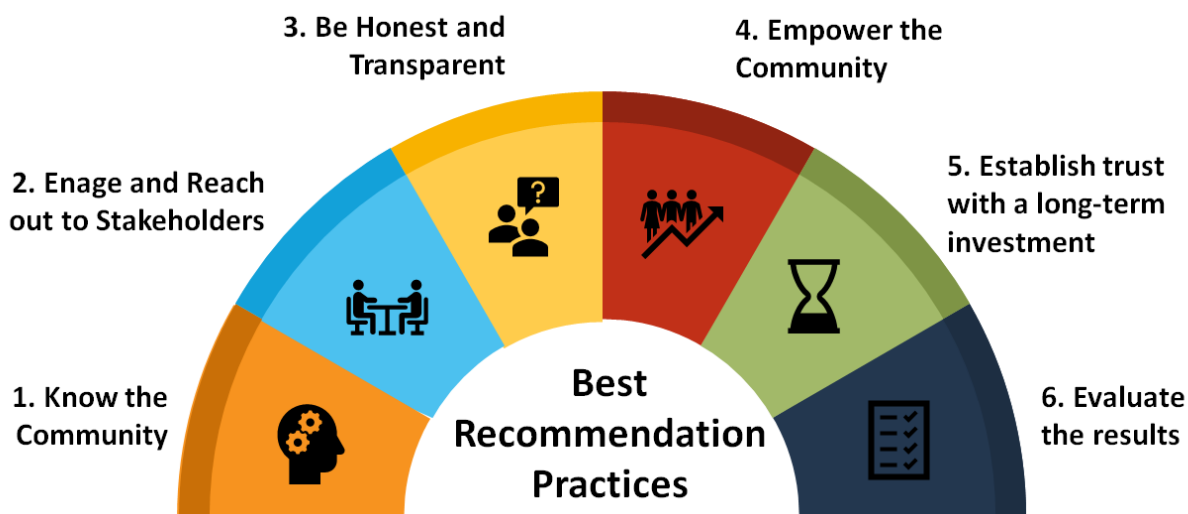 3. Be Honest and
Transparent
4. Empower the
Community
2. Enage and Reach
out to Stakeholders
5. Establish trust
with a long-term
investment
?
1. Know the
Community
Best
Recommendation
Practices
6. Evaluate
the results